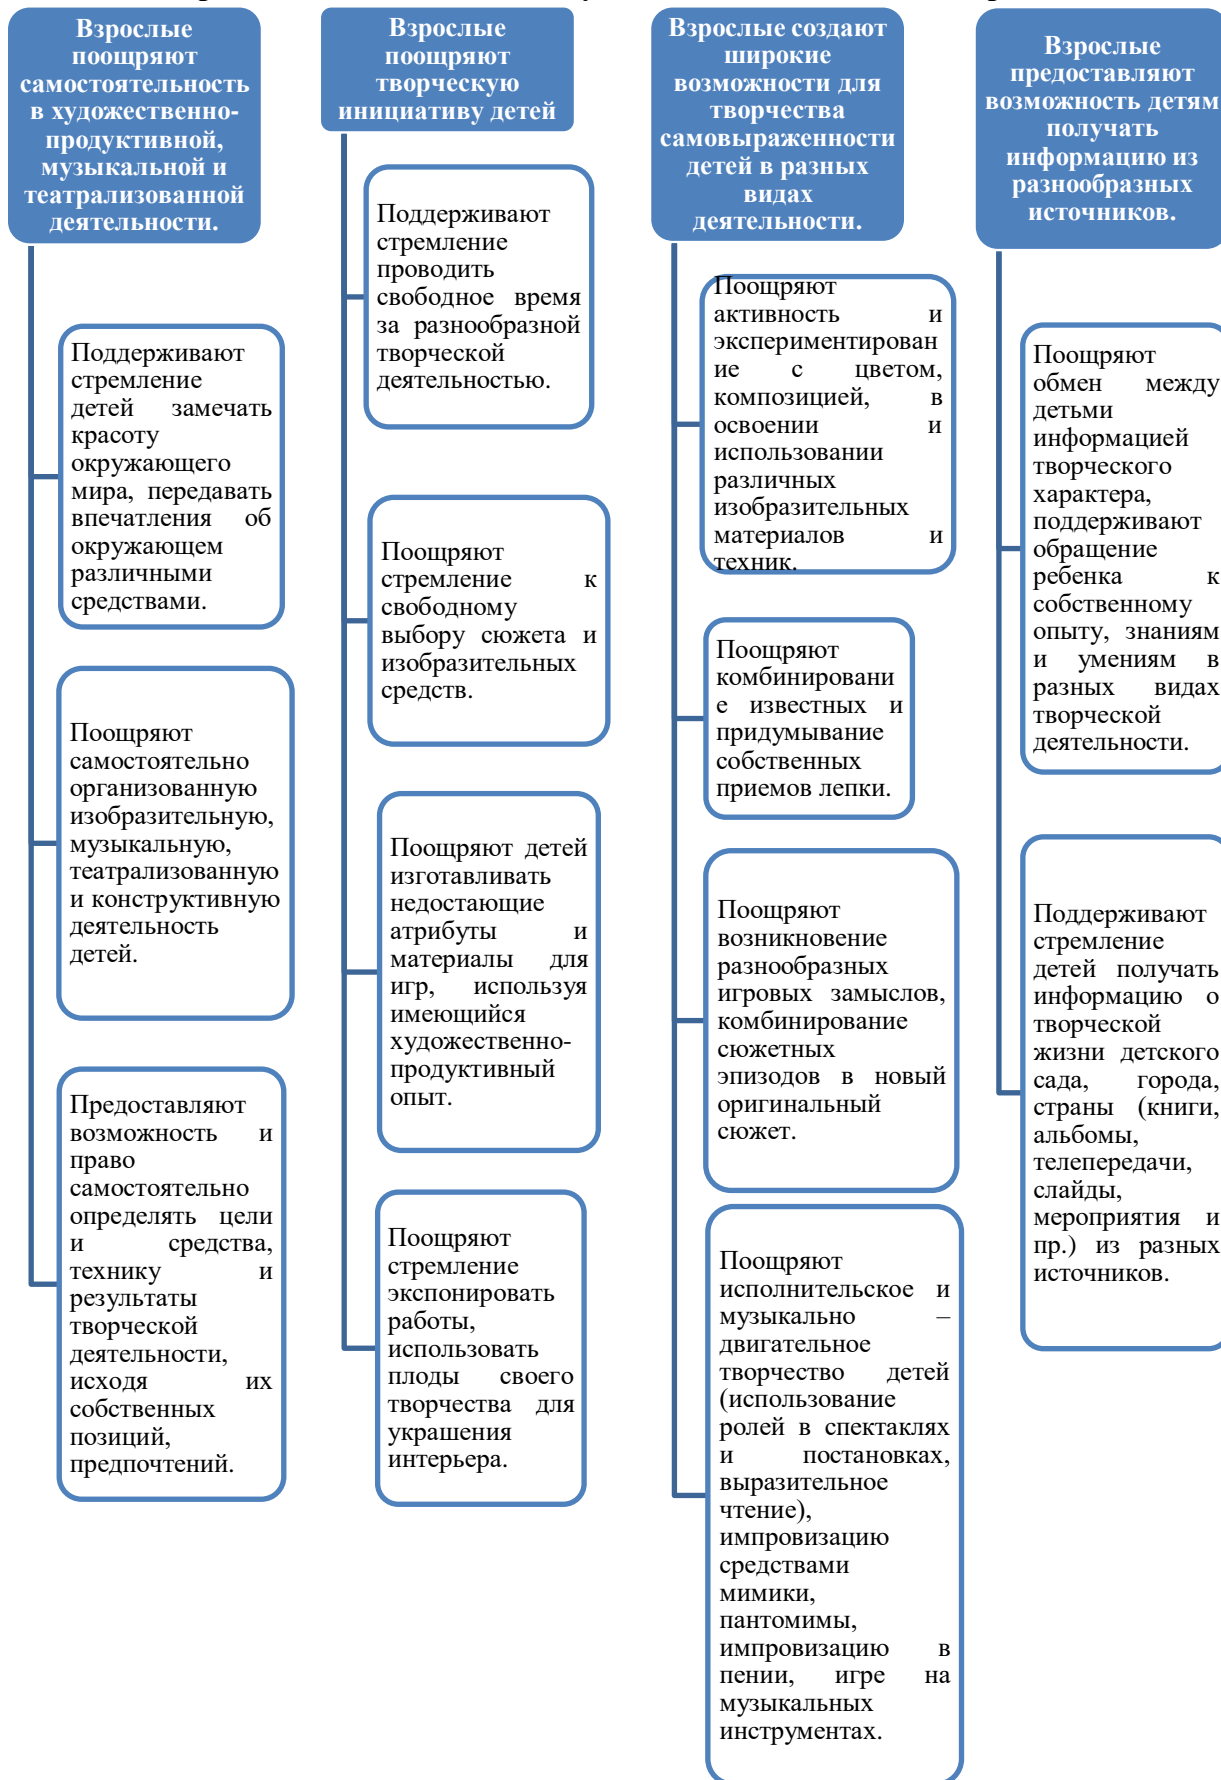 Взрослые
поощряют
самостоятельность
в художественно-
продуктивной,
музыкальной и
театрализованной
деятельности.
Поддерживают
стремление
детей замечать
красоту
окружающего
мира, передавать
впечатления об
окружающем
различными
средствами.
Поощряют
самостоятельно
организованную
изобразительную,
музыкальную,
театрализованную
и конструктивную
деятельность
детей.
Предоставляют
возможность и
право
самостоятельно
определять цели
и средства,
технику и
результаты
творческой
деятельности,
исходя их
собственных
позиций,
предпочтений.
Взрослые
поощряют
творческую
инициативу детей
Поддерживают
стремление
проводить
свободное время
за разнообразной
творческой
деятельностью.
Поощряют
стремление к
свободному
выбору сюжета и
изобразительных
средств.
Поощряют детей
изготавливать
недостающие
атрибуты и
материалы для
игр, используя
имеющийся
художественно-
продуктивный
опыт.
Поощряют
стремление
экспонировать
работы,
использовать
плоды своего
творчества для
украшения
интерьера.
Взрослые создают
широкие
возможности для
творчества
самовыраженности
детей в разных
видах
деятельности.
Поощряют
активность и
экспериментирован
ие с цветом,
композицией, в
освоении и
использовании
различных
изобразительных
материалов и
техник.
Поощряют
комбинировани
е известных и
придумывание
собственных
приемов лепки.
Поощряют
возникновение
разнообразных
игровых замыслов,
комбинирование
сюжетных
эпизодов в новый
оригинальный
сюжет.
Поощряют
исполнительское и
музыкально –
двигательное
творчество детей
(использование
ролей в спектаклях
и постановках,
выразительное
чтение),
импровизацию
средствами
мимики,
пантомимы,
импровизацию в
пении, игре на
музыкальных
инструментах.
Взрослые
предоставляют
возможность детям
получать
информацию из
разнообразных
источников.
Поощряют
обмен между
детьми
информацией
творческого
характера,
поддерживают
обращение
ребенка к
собственному
опыту, знаниям
и умениям в
разных видах
творческой
деятельности.
Поддерживают
стремление
детей получать
информацию о
творческой
жизни детского
сада, города,
страны (книги,
альбомы,
телепередачи,
слайды,
мероприятия и
пр.) из разных
источников.